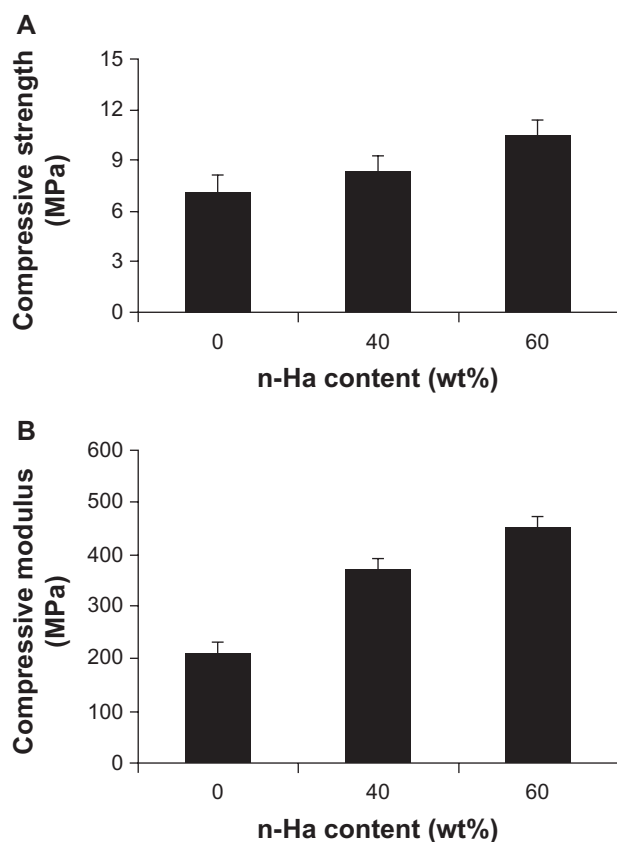 A
Compressive strength
(MPa)
15
12
9
6
3
0
0 40 60
n-Ha content (wt%)
B
Compressive modulus
(MPa)
600
500
400
300
200
100
0
0 40 60
n-Ha content (wt%)